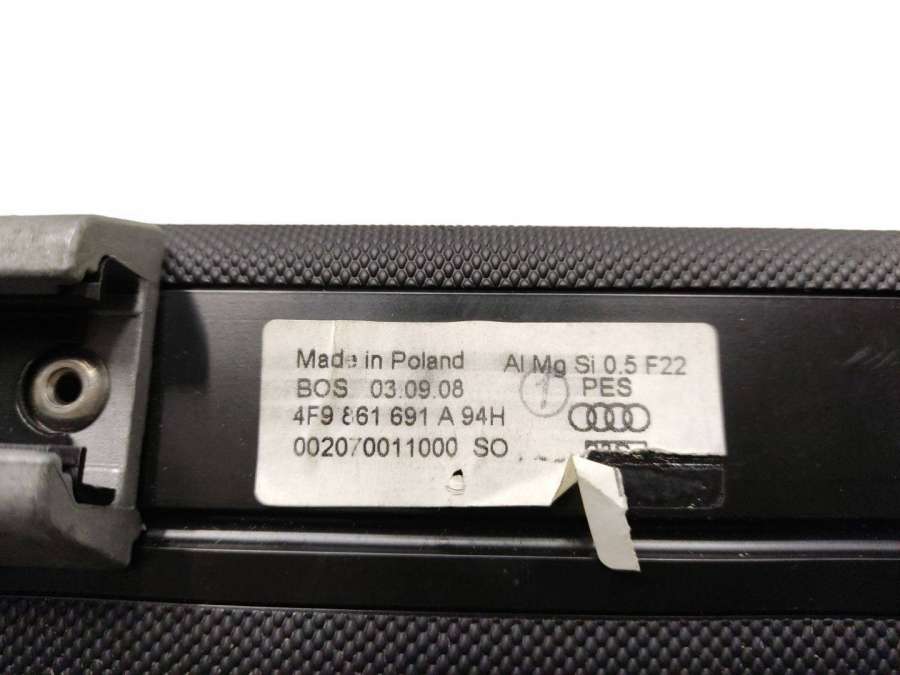 Made in Poland Al Mg Si 0.5 F22
BOS 03.09.08 1 PES
4F9 861 691 A 94H
002070011000 SO